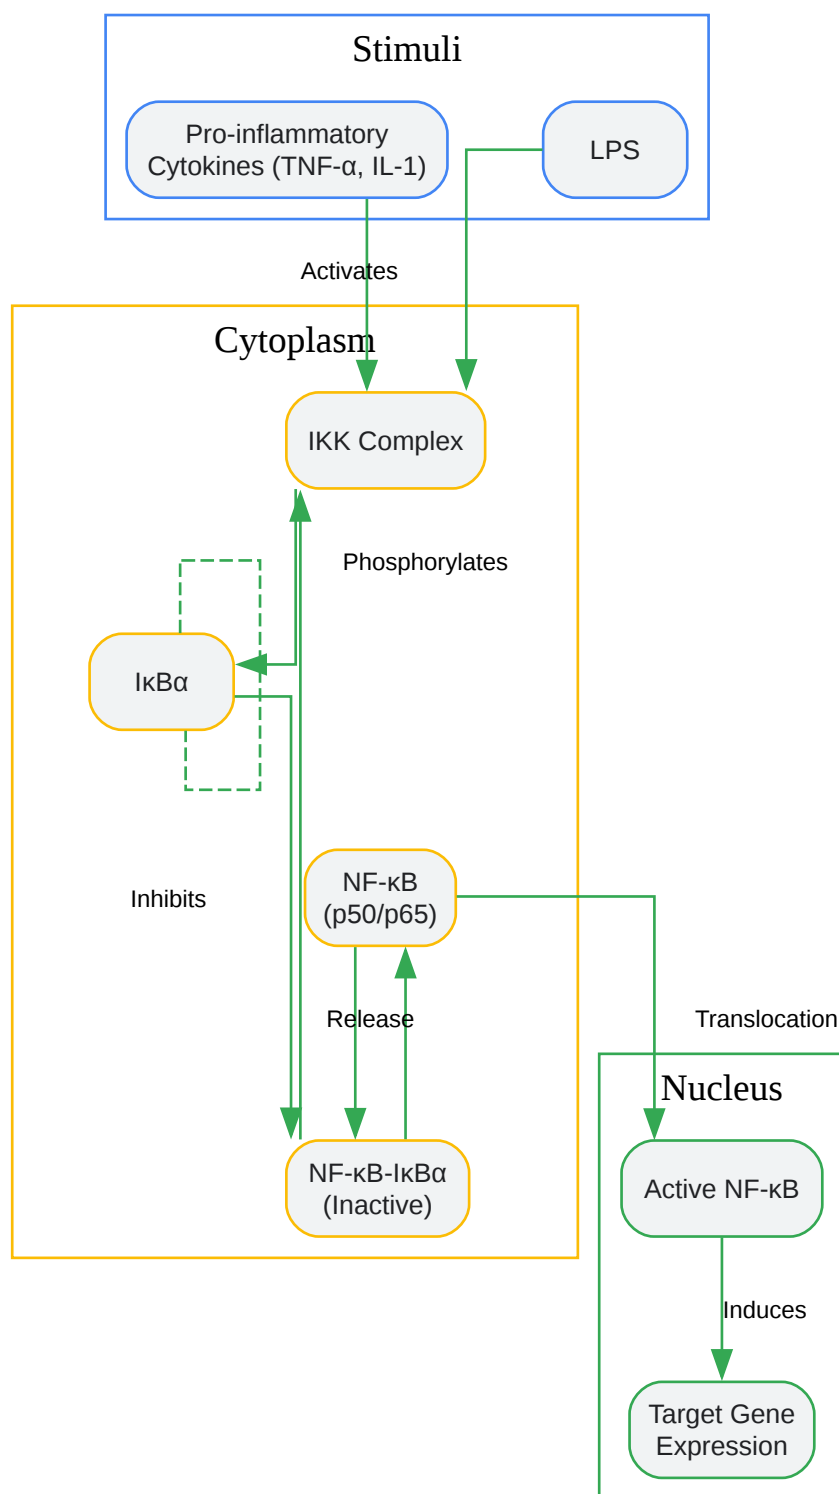 Stimuli
Pro-inflammatory
Cytokines (TNF-α, IL-1)
LPS
Activates
Cytoplasm
IKK Complex
Phosphorylates
IκBα
NF-κB
(p50/p65)
Inhibits
Release
Translocation
Nucleus
NF-κB-IκBα
(Inactive)
Active NF-κB
Induces
Target Gene
Expression